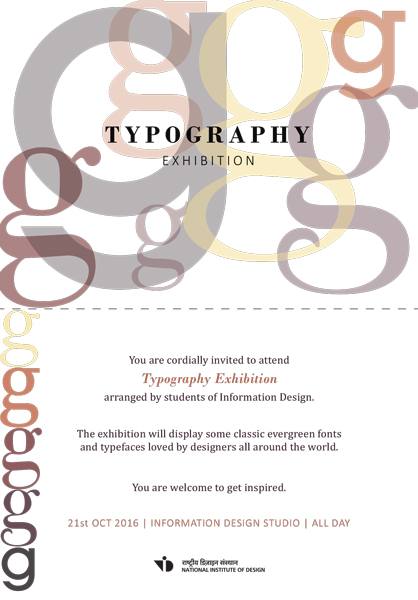 g g g
G
TYPOGRAPHY
EXHIBITION
g g g
g
g
g
g
g
g
You are cordially invited to attend
Typography Exhibition
arranged by students of Information Design.
The exhibition will display some classic evergreen fonts
and typefaces loved by designers all around the world.
You are welcome to get inspired.
21st OCT 2016 | INFORMATION DESIGN STUDIO | ALL DAY
राष्ट्रीय डिज़ाइन संस्थान
NATIONAL INSTITUTE OF DESIGN